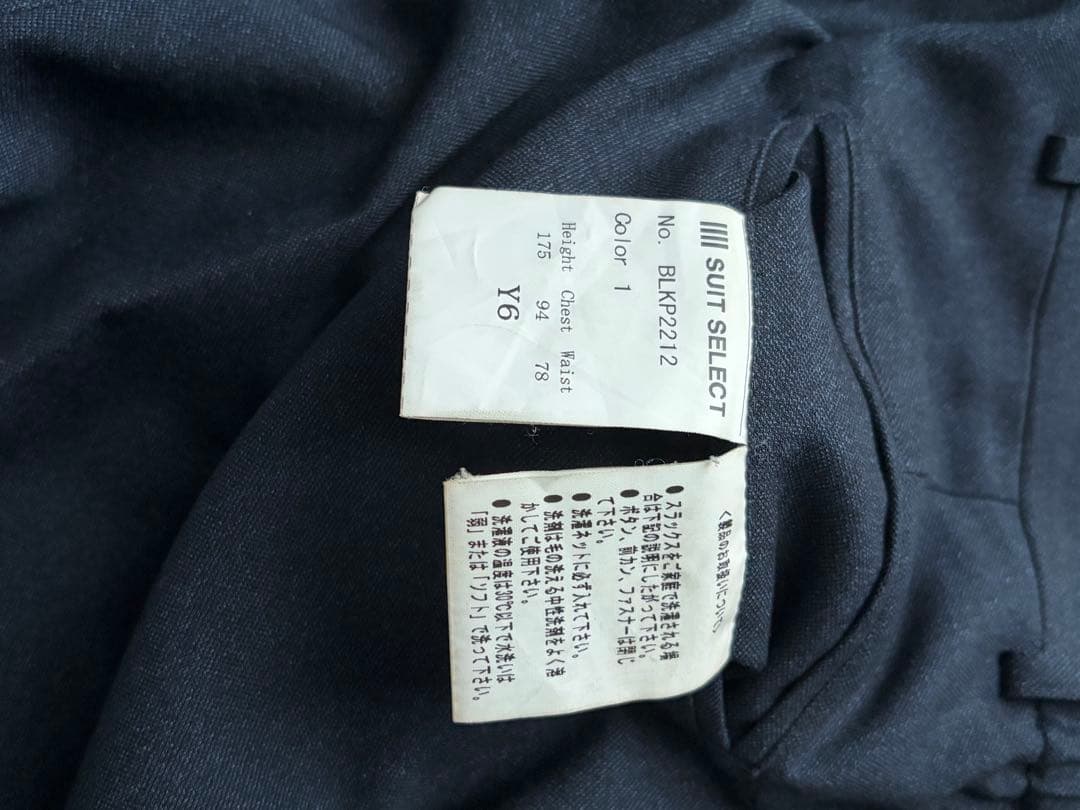 SUIT SELECT
No. BLKP2212
Color 1
Height Chest Waist
175 94 78
Y6
〈製品のお取扱いについて〉
●スラックスをご家庭で洗濯される場
合は下記の説明にしたがって下さい。
●ボタン、前カン、ファスナーは閉じ
て下さい。
●洗濯ネットに必ず入れて下さい。
●洗剤は毛の洗える中性洗剤をよく溶
かしてご使用下さい。
●洗濯液の温度は30℃以下で水洗いは
「弱」または「ソフト」で洗って下さい。